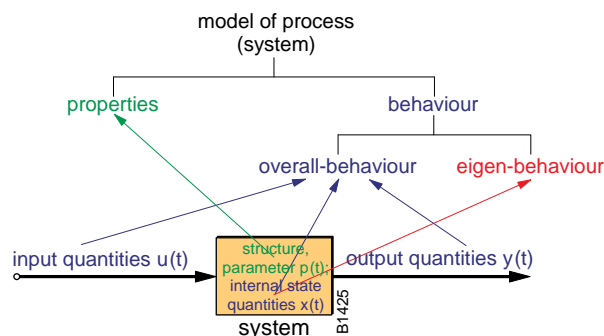 model of process
(system)
properties
behaviour
overall-behaviour
eigen-behaviour
input quantities u(t)
structure,
parameter p(t);
internal state
quantities x(t)
output quantities y(t)
system
B1425